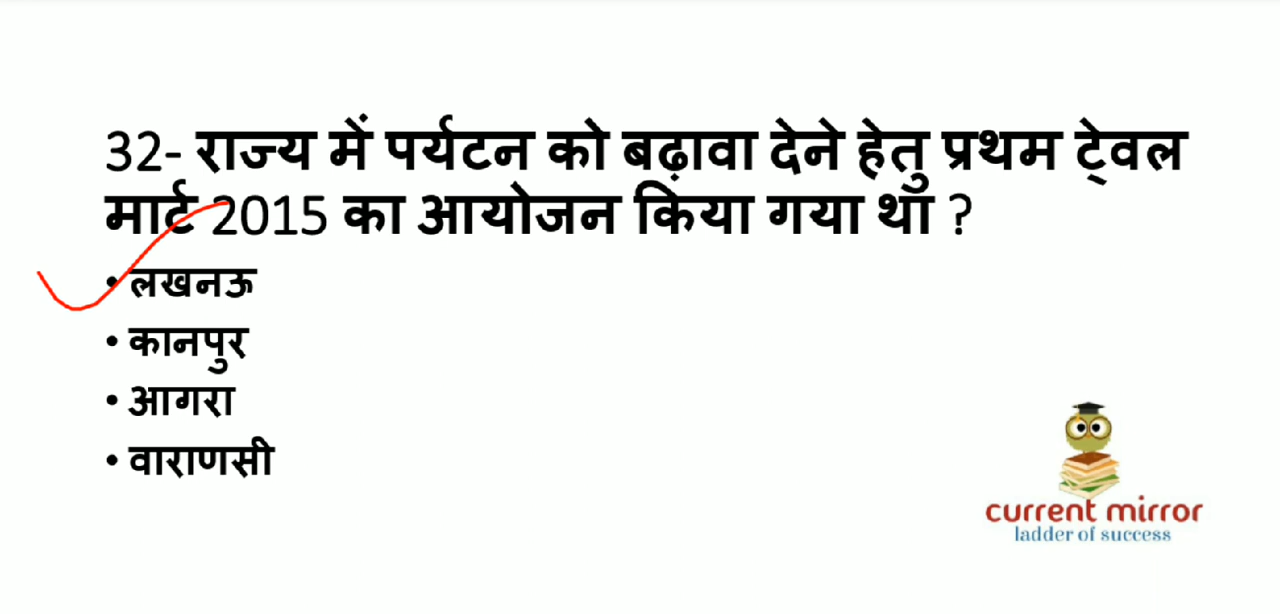 32- राज्य में पर्यटन को बढ़ावा देने हेतु प्रथम टे्वल
मार्ट 2015 का आयोजन किया गया था ?
• लखनऊ
• कानपुर
• आगरा
• वाराणसी
current mirror
ladder of success